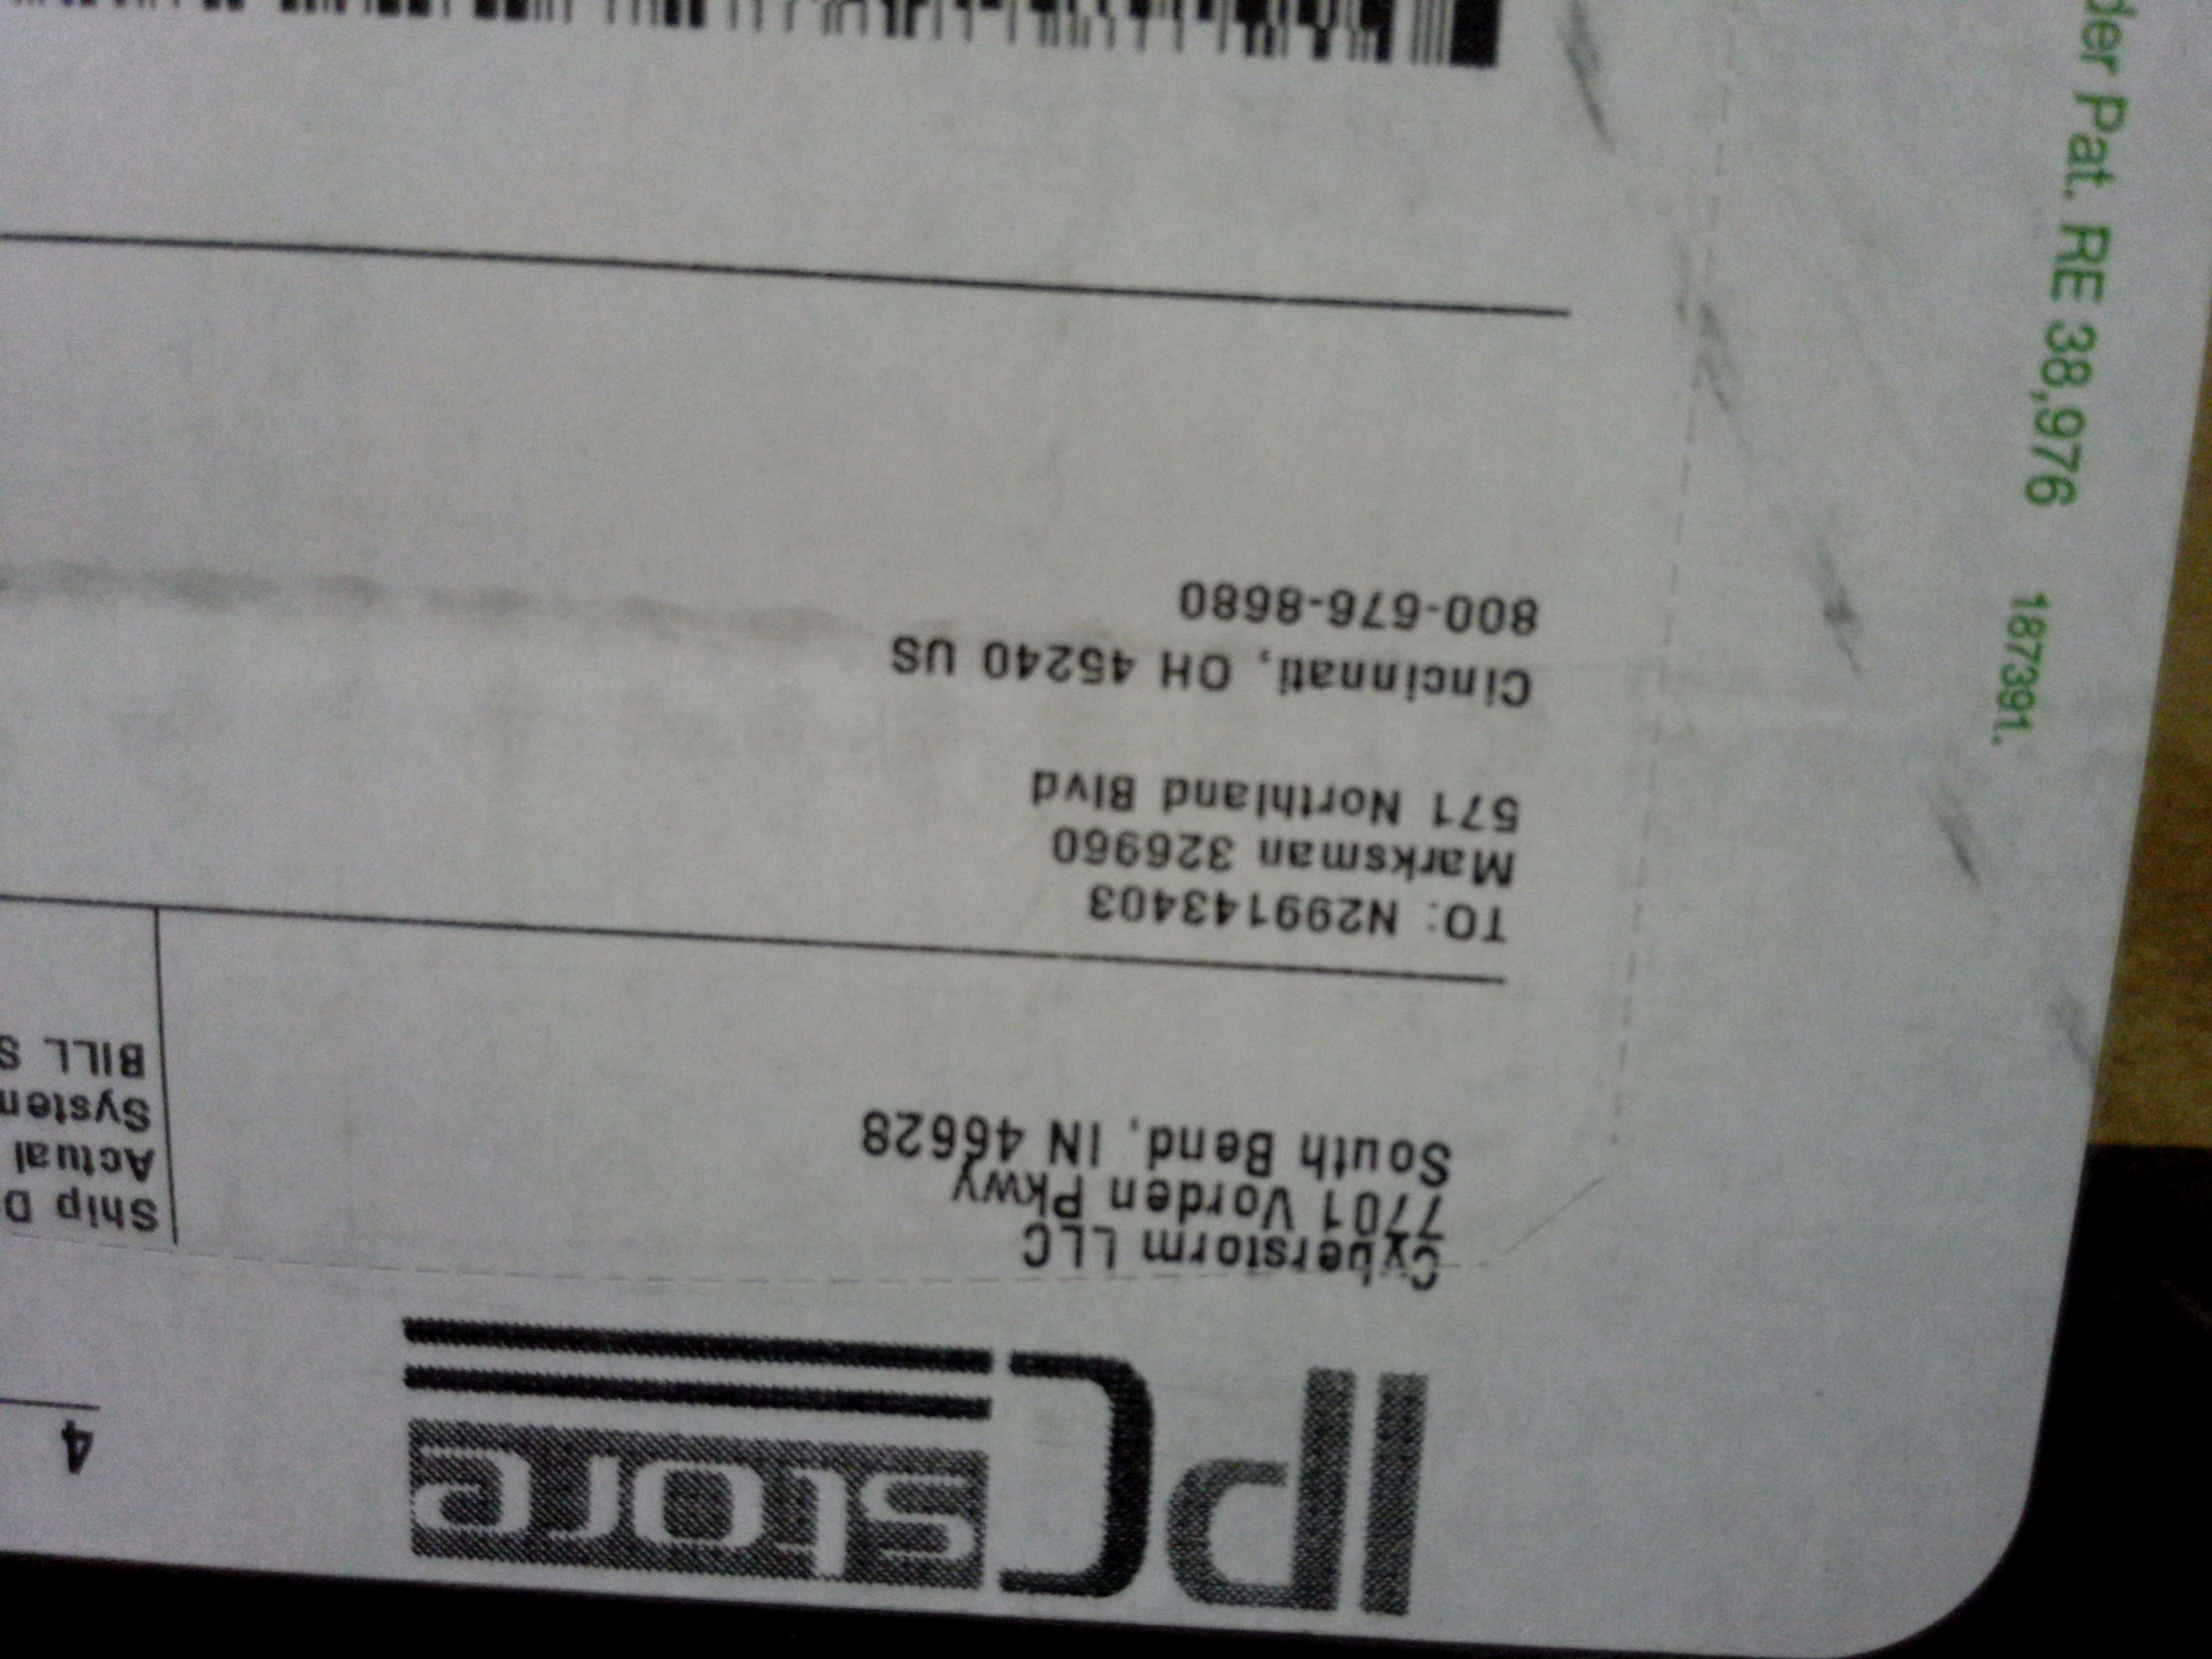 PC store
4
Cyberstorm LLC
7701 Vorden Pkwy
South Bend, IN 46628
Ship D
Actual
System
BILL S
TO: N299143403
Marksman 326960
571 Northland Blvd
Cincinnati, OH 45240 US
800-676-8680
der Pat. RE 38,976 187391.